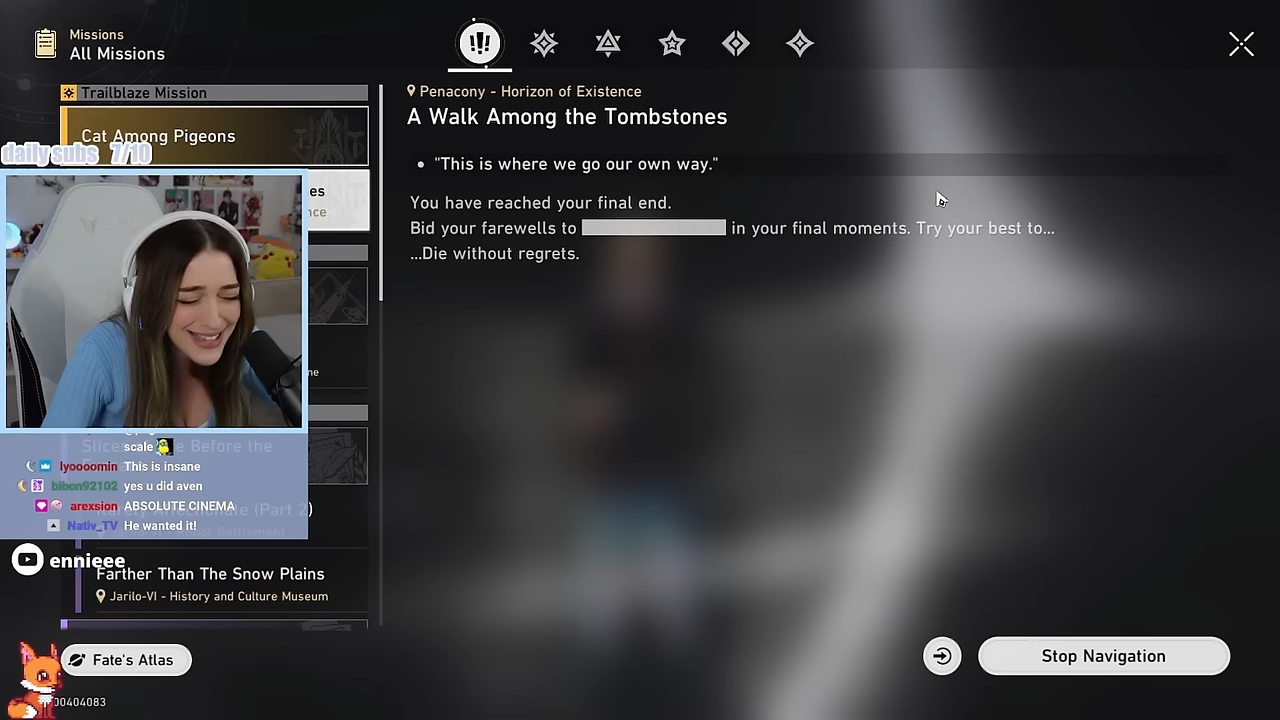 Missions
All Missions
Trailblaze Mission
Cat Among Pigeons
daily subs 7/10
es
nce
ne
scale
lyoooomin This is insane
bibon92102 yes u did aven
arexsion ABSOLUTE CINEMA
Nativ_TV He wanted it!
ennieee
Farther Than The Snow Plains
Jarilo-VI - History and Culture Museum
Fate's Atlas
00404083
Penacony - Horizon of Existence
A Walk Among the Tombstones
"This is where we go our own way."
You have reached your final end.
Bid your farewells to in your final moments. Try your best to...
...Die without regrets.
Stop Navigation